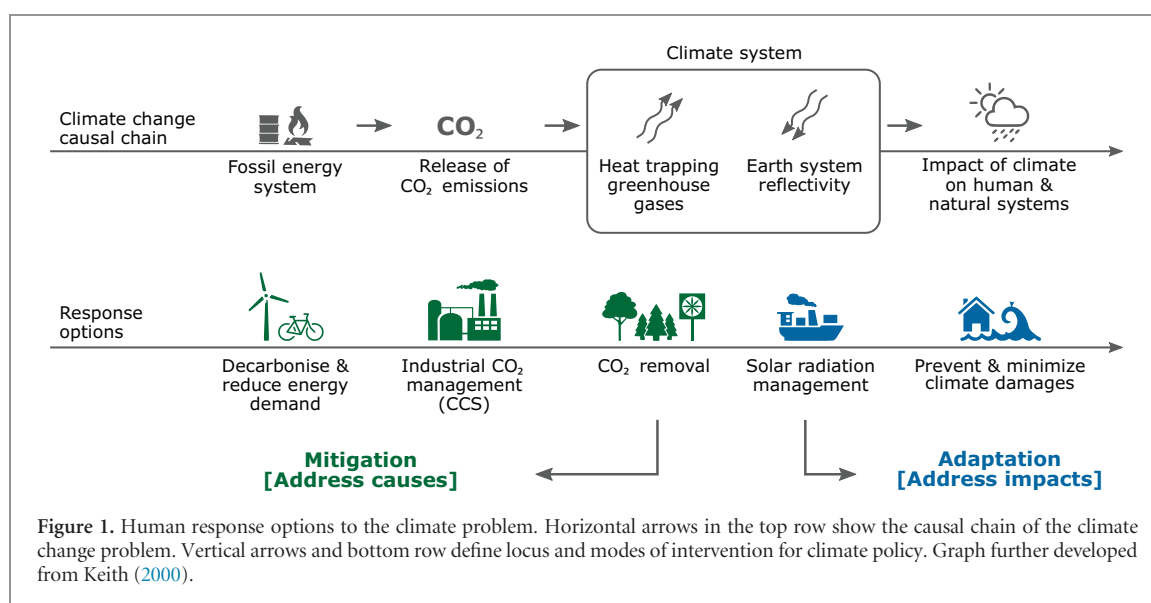 Climate system
Climate change
causal chain
CO₂
Fossil energy
system
Release of
CO₂ emissions
Heat trapping
greenhouse
gases
Earth system
reflectivity
Impact of climate
on human &
natural systems
Response
options
Decarbonise &
reduce energy
demand
Industrial CO₂
management
(CCS)
CO₂ removal
Solar radiation
management
Prevent & minimize
climate damages
Mitigation
[Address causes]
Adaptation
[Address impacts]
Figure 1. Human response options to the climate problem. Horizontal arrows in the top row show the causal chain of the climate
change problem. Vertical arrows and bottom row define locus and modes of intervention for climate policy. Graph further developed
from Keith (2000).